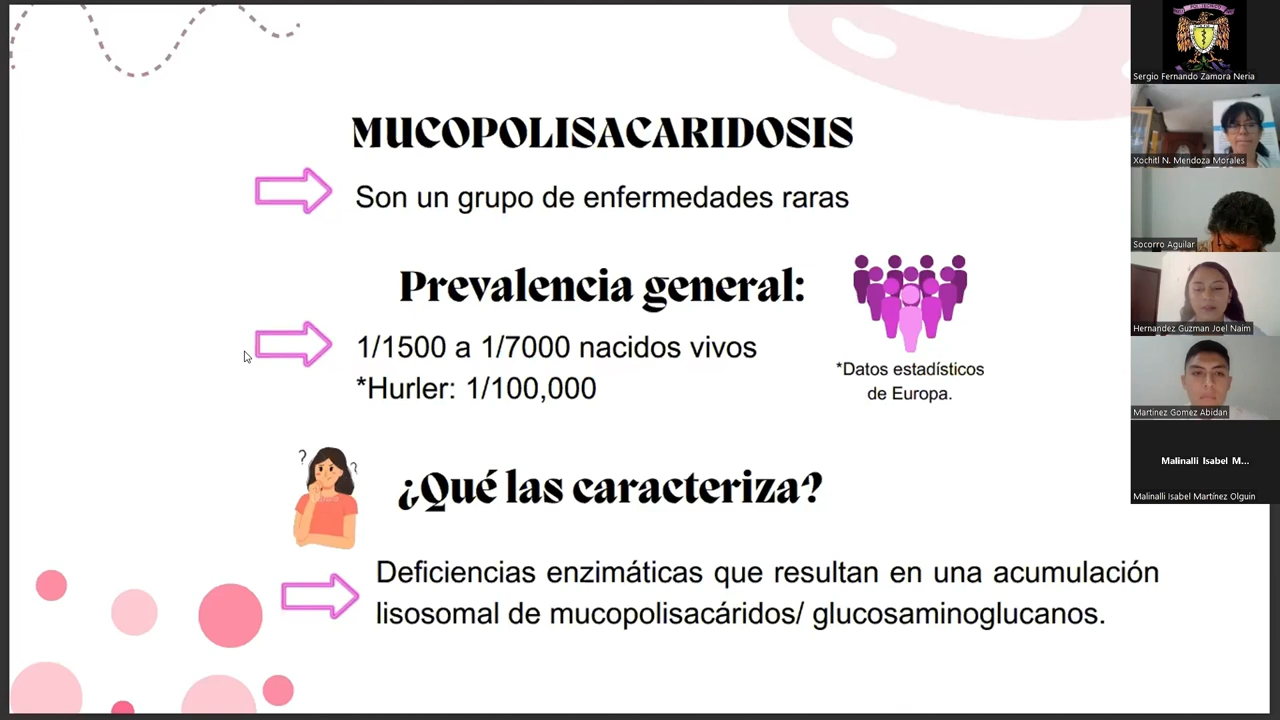 MUCOPOLISACARIDOSIS
Son un grupo de enfermedades raras
Prevalencia general:
1/1500 a 1/7000 nacidos vivos
*Hurler: 1/100,000
*Datos estadísticos
de Europa.
¿Qué las caracteriza?
Deficiencias enzimáticas que resultan en una acumulación
lisosomal de mucopolisacáridos/ glucosaminoglucanos.
Sergio Fernando Zamora Neria
Xochitl N. Mendoza Morales
Socorro Aguilar
Hernandez Guzman Joel Naim
Martinez Gomez Abidan
Malinalli Isabel M...
Malinalli Isabel Martínez Olguin